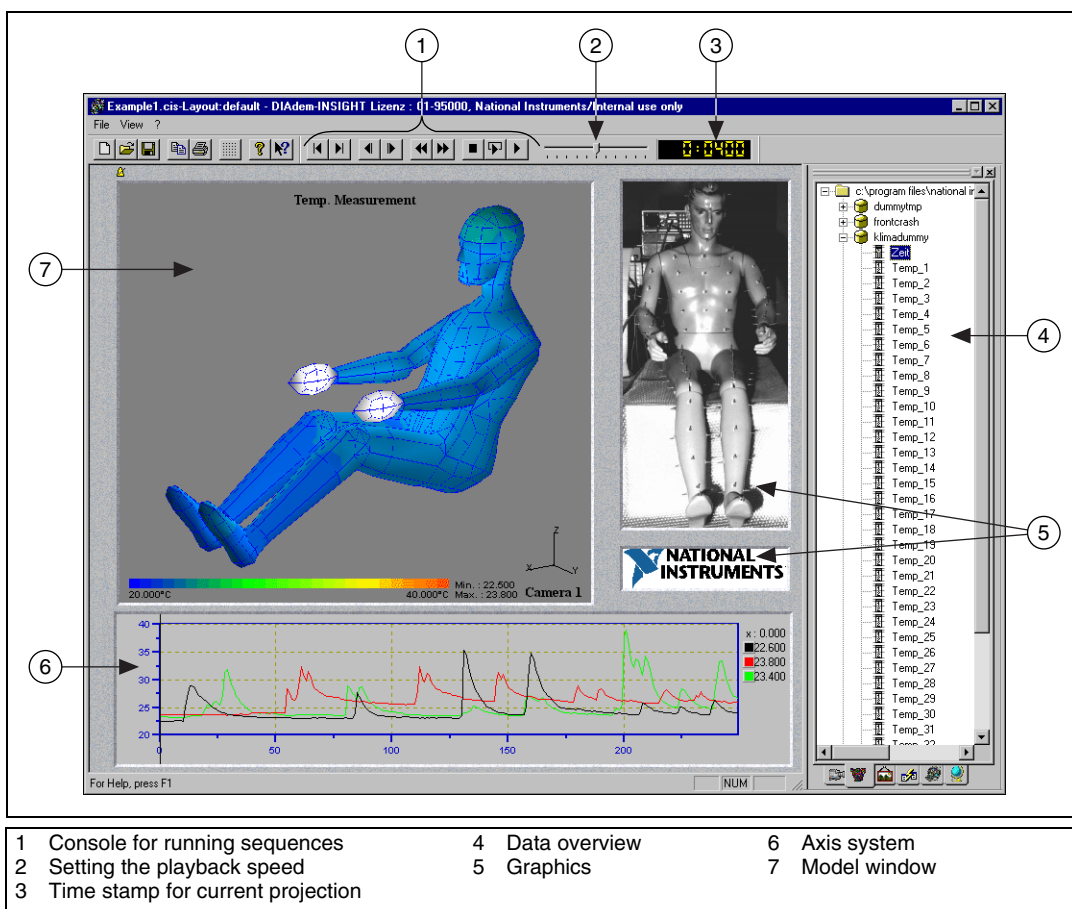 1
2
3
Example1.cis-Layout:default - DIAdem-INSIGHT Lizenz : 01-95000, National Instruments/Internal use only
File View ?
0:0400
7
Temp. Measurement
Z
X
Y
20.000°C
40.000°C
Min. : 22.500
Max. : 23.800
Camera 1
NATIONAL
INSTRUMENTS
c:\program files\national ir
dummytmp
frontcrash
klimadummy
Zeit
Temp_1
Temp_2
Temp_3
Temp_4
Temp_5
Temp_6
Temp_7
Temp_8
Temp_9
Temp_10
Temp_11
Temp_12
Temp_13
Temp_14
Temp_15
Temp_16
Temp_17
Temp_18
Temp_19
Temp_20
Temp_21
Temp_22
Temp_23
Temp_24
Temp_25
Temp_26
Temp_27
Temp_28
Temp_29
Temp_30
Temp_31
Temp_32
4
5
6
40
35
30
25
20
0
50
100
150
200
x : 0.000
22.600
23.800
23.400
For Help, press F1
NUM
1 Console for running sequences
2 Setting the playback speed
3 Time stamp for current projection
4 Data overview
5 Graphics
6 Axis system
7 Model window